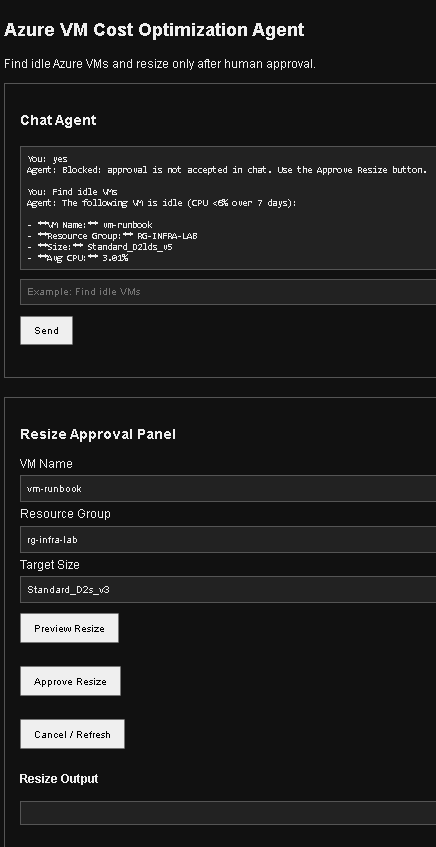 Azure VM Cost Optimization Agent
Find idle Azure VMs and resize only after human approval.
Chat Agent
You: yes
Agent: Blocked: approval is not accepted in chat. Use the Approve Resize button.
You: Find idle VMs
Agent: The following VM is idle (CPU <6% over 7 days):
- **VM Name:** vm-runbook
- **Resource Group:** RG-INFRA-LAB
- **Size:** Standard_D2lds_v5
- **Avg CPU:** 3.01%
Example: Find idle VMs
Send
Resize Approval Panel
VM Name
vm-runbook
Resource Group
rg-infra-lab
Target Size
Standard_D2s_v3
Preview Resize
Approve Resize
Cancel / Refresh
Resize Output